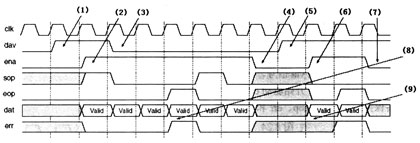 (1) (2) (3) (4) (5) (6) (7)
clk
dav
ena
(8)
sop
eop
(9)
dat Valid Valid Valid Valid Valid Valid Valid Valid
err